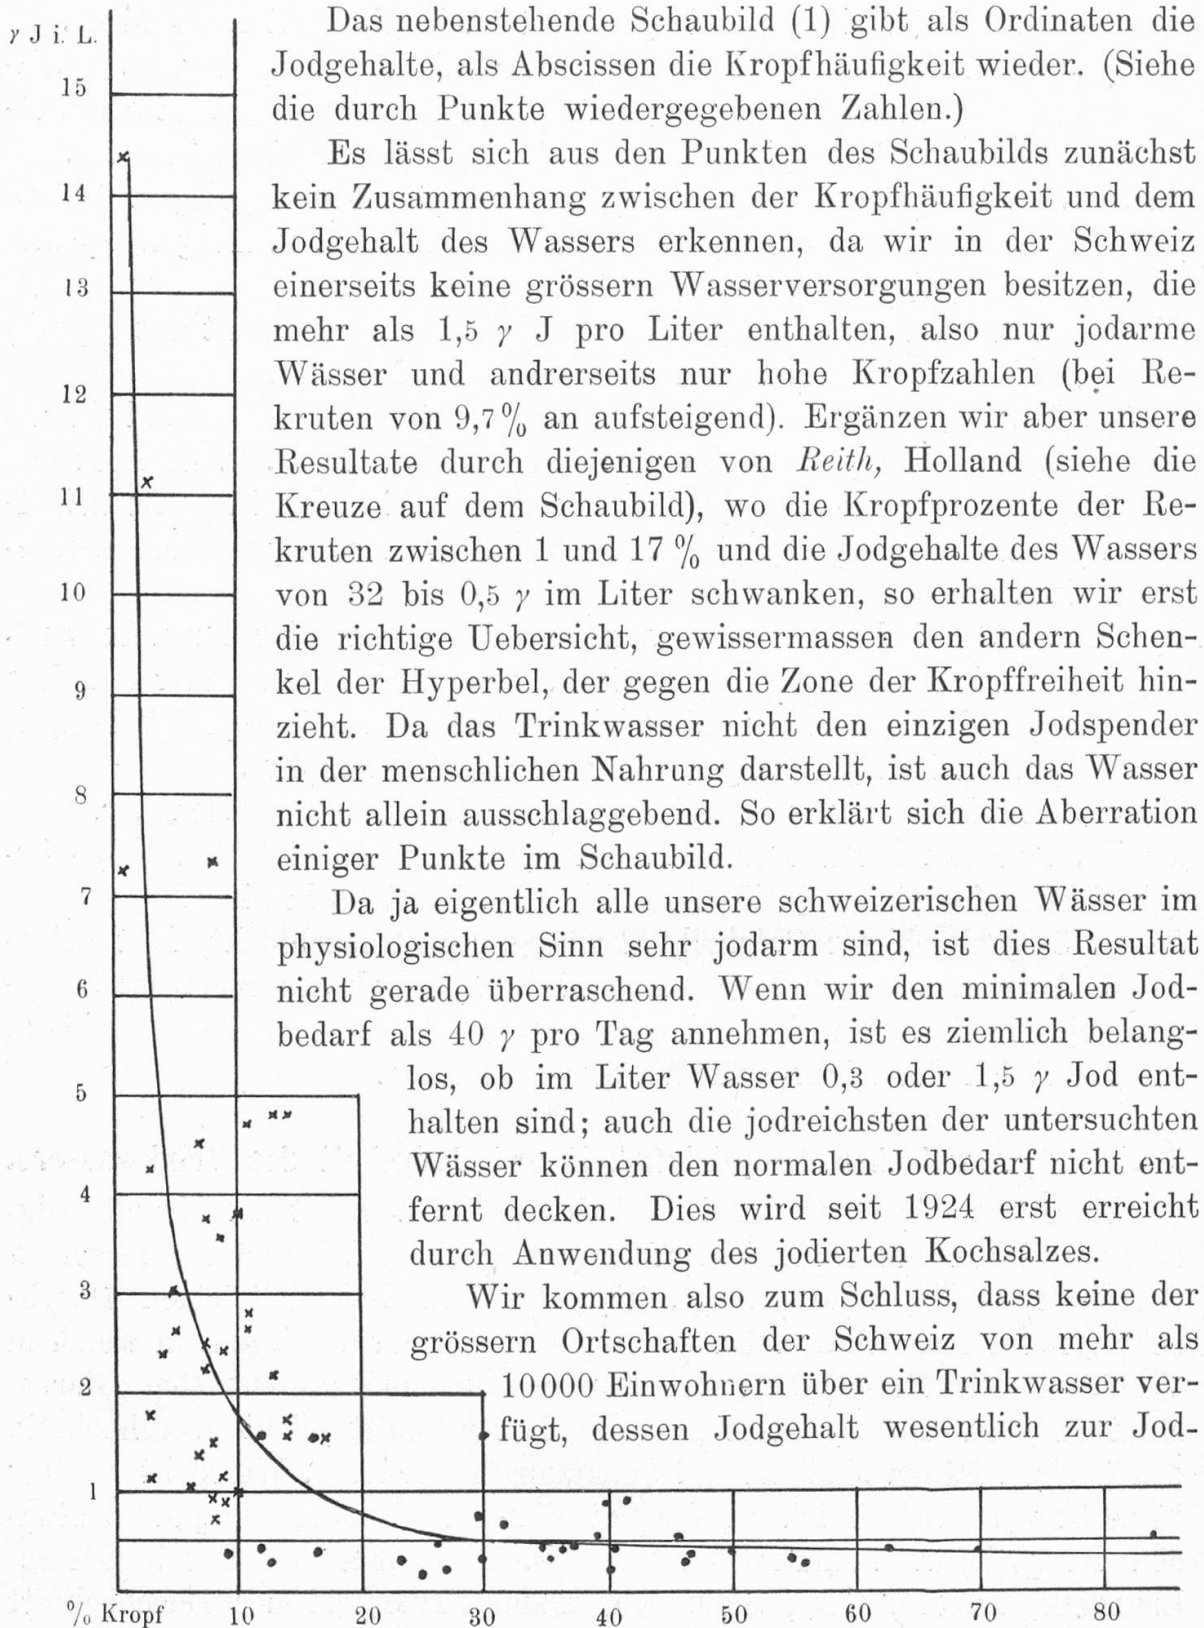 γ J i. L.
15
14
13
12
11
10
9
8
7
6
5
4
3
2
1
% Kropf 10 20 30 40 50 60 70 80
Das nebenstehende Schaubild (1) gibt als Ordinaten die
Jodgehalte, als Abscissen die Kropfhäufigkeit wieder. (Siehe
die durch Punkte wiedergegebenen Zahlen.)
Es lässt sich aus den Punkten des Schaubilds zunächst
kein Zusammenhang zwischen der Kropfhäufigkeit und dem
Jodgehalt des Wassers erkennen, da wir in der Schweiz
einerseits keine grössern Wasserversorgungen besitzen, die
mehr als 1,5 γ J pro Liter enthalten, also nur jodarme
Wässer und andrerseits nur hohe Kropfzahlen (bei Re-
kruten von 9,7% an aufsteigend). Ergänzen wir aber unsere
Resultate durch diejenigen von Reith, Holland (siehe die
Kreuze auf dem Schaubild), wo die Kropfprozente der Re-
kruten zwischen 1 und 17 % und die Jodgehalte des Wassers
von 32 bis 0,5 γ im Liter schwanken, so erhalten wir erst
die richtige Uebersicht, gewissermassen den andern Schen-
kel der Hyperbel, der gegen die Zone der Kropffreiheit hin-
zieht. Da das Trinkwasser nicht den einzigen Jodspender
in der menschlichen Nahrung darstellt, ist auch das Wasser
nicht allein ausschlaggebend. So erklärt sich die Aberration
einiger Punkte im Schaubild.
Da ja eigentlich alle unsere schweizerischen Wässer im
physiologischen Sinn sehr jodarm sind, ist dies Resultat
nicht gerade überraschend. Wenn wir den minimalen Jod-
bedarf als 40 γ pro Tag annehmen, ist es ziemlich belang-
los, ob im Liter Wasser 0,3 oder 1,5 γ Jod ent-
halten sind; auch die jodreichsten der untersuchten
Wässer können den normalen Jodbedarf nicht ent-
fernt decken. Dies wird seit 1924 erst erreicht
durch Anwendung des jodierten Kochsalzes.
Wir kommen also zum Schluss, dass keine der
grössern Ortschaften der Schweiz von mehr als
10000 Einwohnern über ein Trinkwasser ver-
fügt, dessen Jodgehalt wesentlich zur Jod-